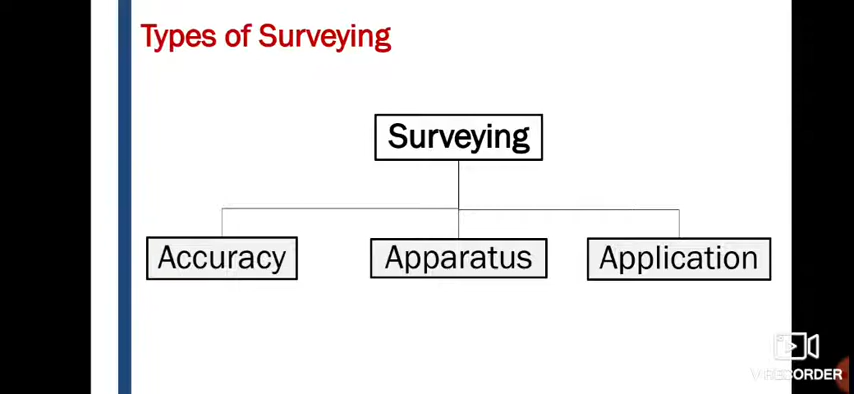 Types of Surveying
Surveying
Accuracy
Apparatus
Application
V RECORDER